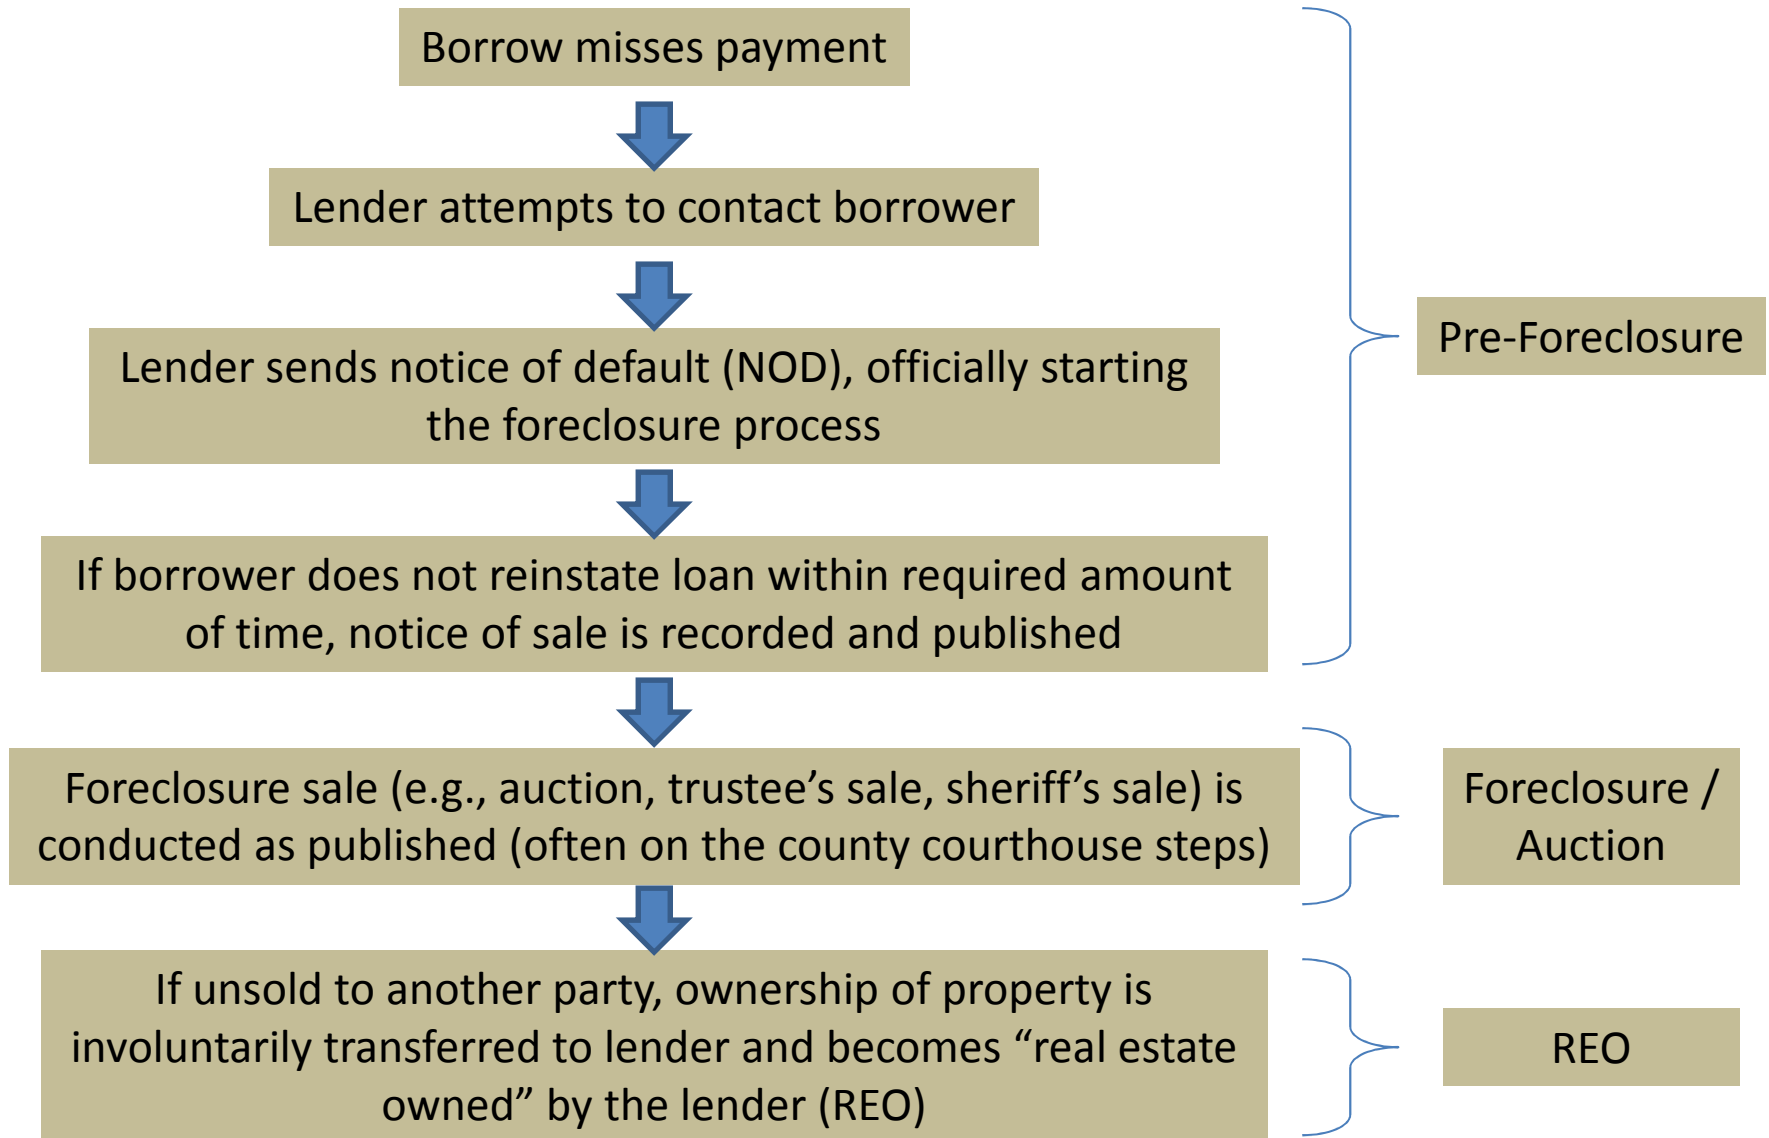 Borrow misses payment
Lender attempts to contact borrower
Lender sends notice of default (NOD), officially starting
the foreclosure process
If borrower does not reinstate loan within required amount
of time, notice of sale is recorded and published
Pre-Foreclosure
Foreclosure sale (e.g., auction, trustee’s sale, sheriff’s sale) is
conducted as published (often on the county courthouse steps)
Foreclosure /
Auction
If unsold to another party, ownership of property is
involuntarily transferred to lender and becomes “real estate
owned” by the lender (REO)
REO